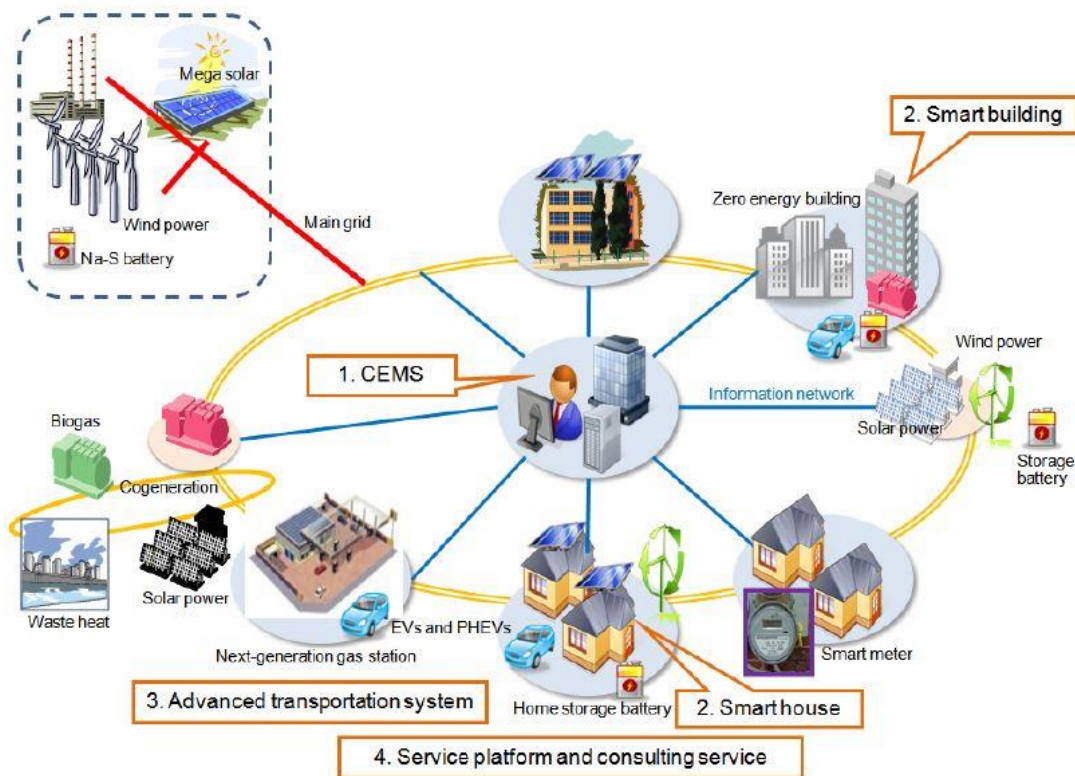 Mega solar
2. Smart building
Zero energy building
Wind power
Main grid
Na-S battery
Wind power
1. CEMS
Information network
Solar power
Biogas
Storage
battery
Cogeneration
Solar power
Waste heat
EVs and PHEVs
Next-generation gas station
Smart meter
3. Advanced transportation system
Home storage battery
2. Smart house
4. Service platform and consulting service